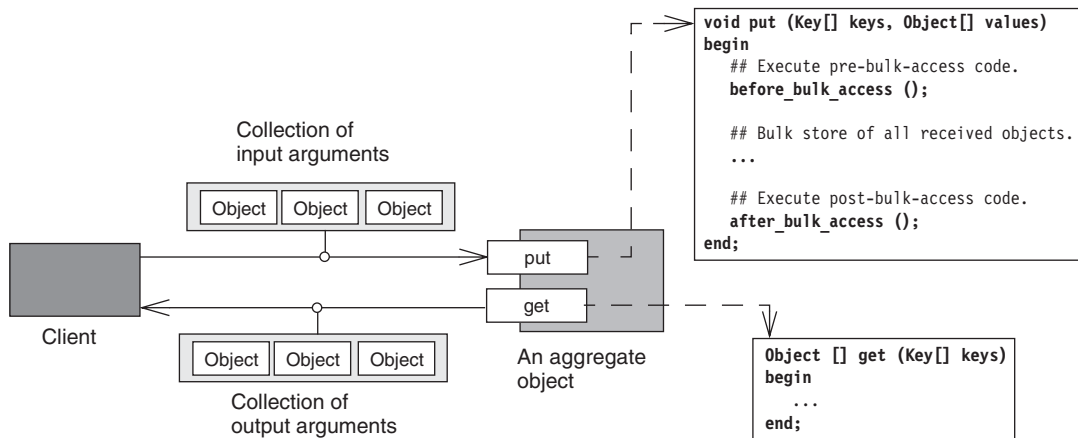 void put (Key[] keys, Object[] values)
begin
## Execute pre-bulk-access code.
before_bulk_access ();
## Bulk store of all received objects.
...
## Execute post-bulk-access code.
after_bulk_access ();
end;
Collection of
input arguments
Object Object Object
put
get
Client
Object Object Object
An aggregate
object
Collection of
output arguments
Object [] get (Key[] keys)
begin
...
end;